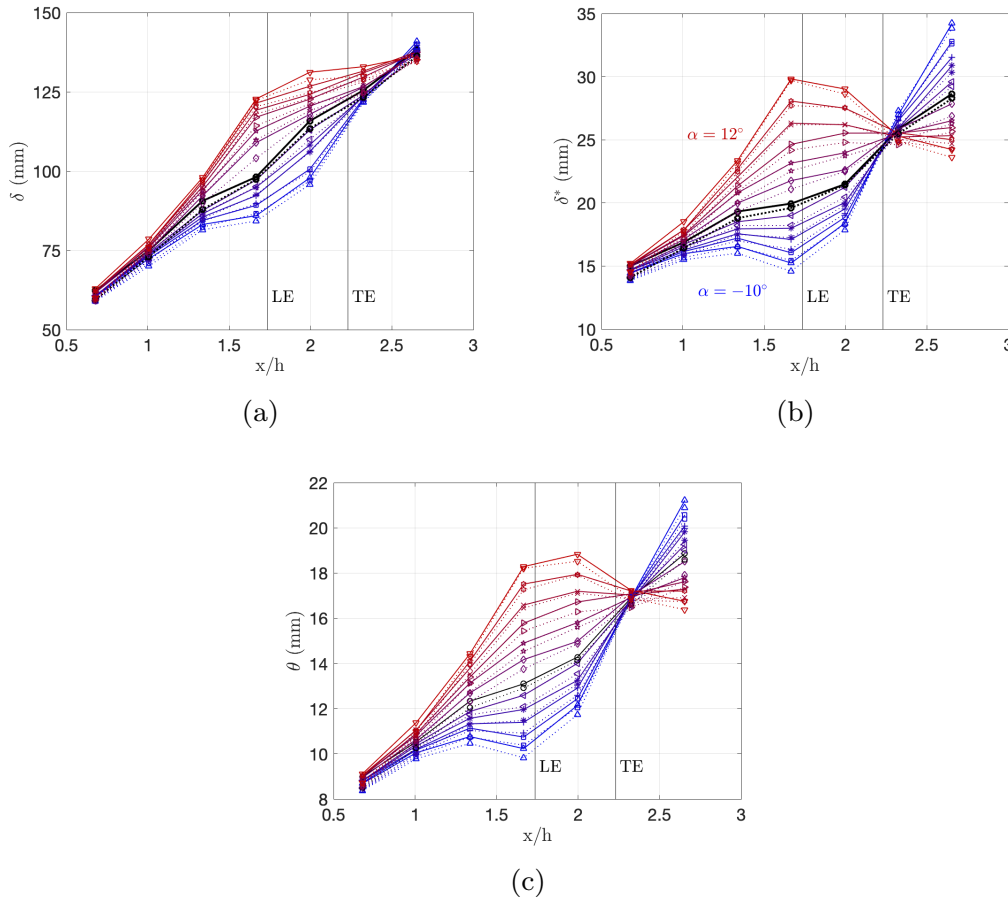 150
125
100
75
50
δ (mm)
LE
TE
0.5 1 1.5 2 2.5 3
x/h
(a)
35
30
25
20
15
10
δ* (mm)
α = 12°
α = −10°
LE
TE
0.5 1 1.5 2 2.5 3
x/h
(b)
22
20
18
16
14
12
10
8
θ (mm)
LE
TE
0.5 1 1.5 2 2.5 3
x/h
(c)